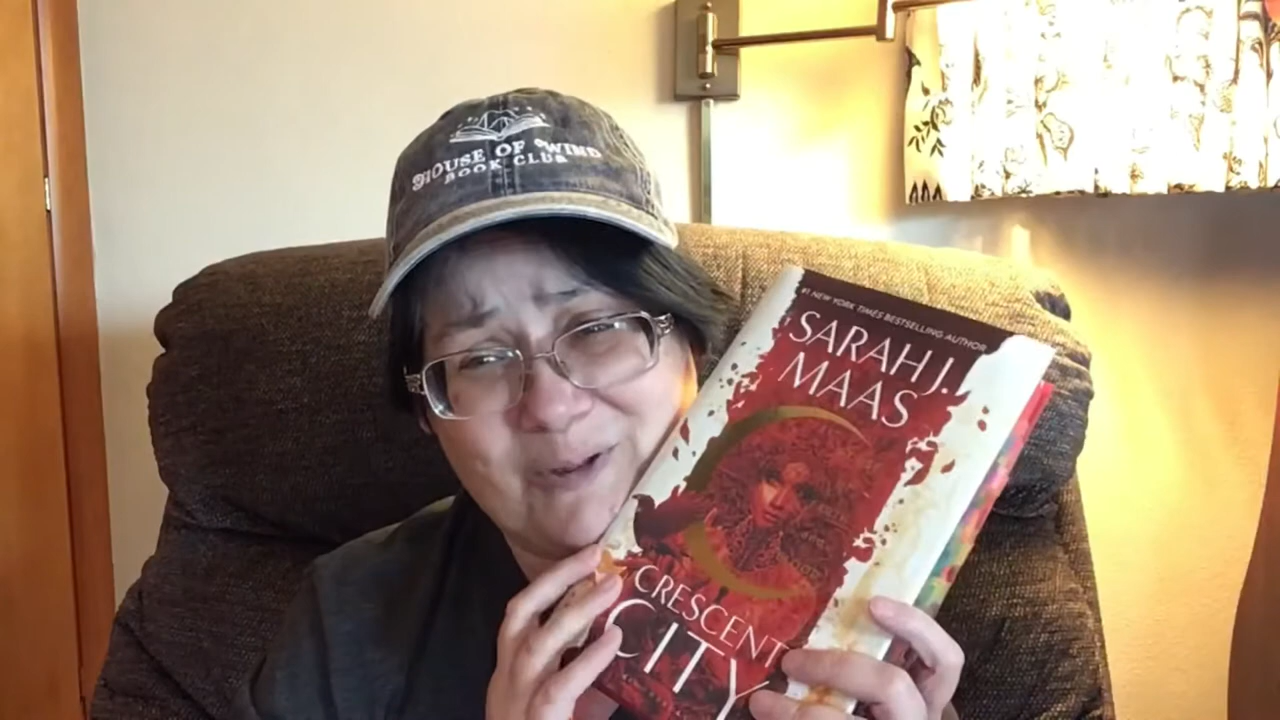 HOUSE OF WIND
BOOK CLUB
#1 NEW YORK TIMES BESTSELLING AUTHOR
SARAH J.
MAAS
CRESCENT
CITY